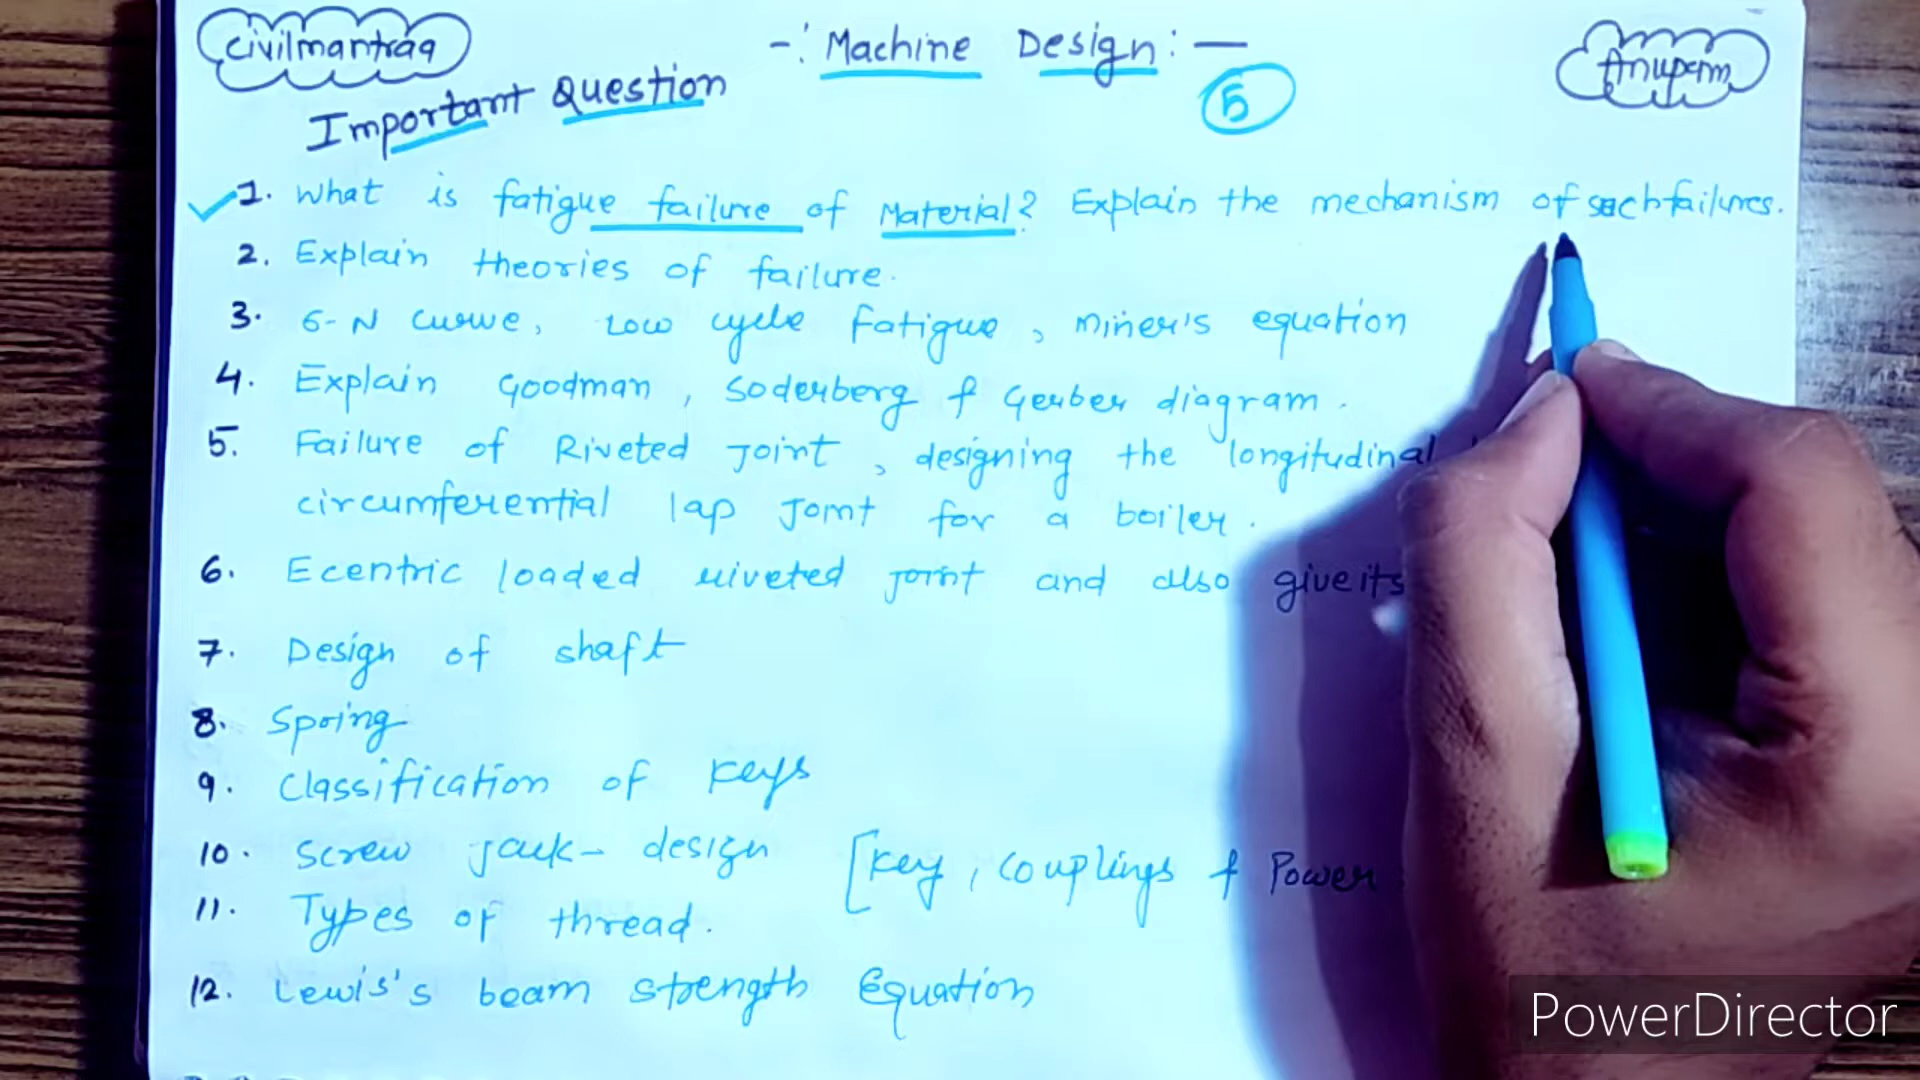 civilmantraa
-: Machine Design: —
Anupam
Important Question
5
1. What is fatigue failure of Material? Explain the mechanism of such failures.
2. Explain theories of failure.
3. 6-N Curve, Low cycle Fatigue, Miner's equation
4. Explain Goodman, Soderberg & Gerber diagram.
5. Failure of Riveted Joint, designing the longitudinal
circumferential lap Joint for a boiler.
6. Ecentric loaded riveted joint and also give its
7. Design of shaft
8. Spring
9. Classification of keys
10. Screw Jack - design [Key, Couplings & Power
11. Types of thread.
12. Lewis's beam strength Equation
PowerDirector